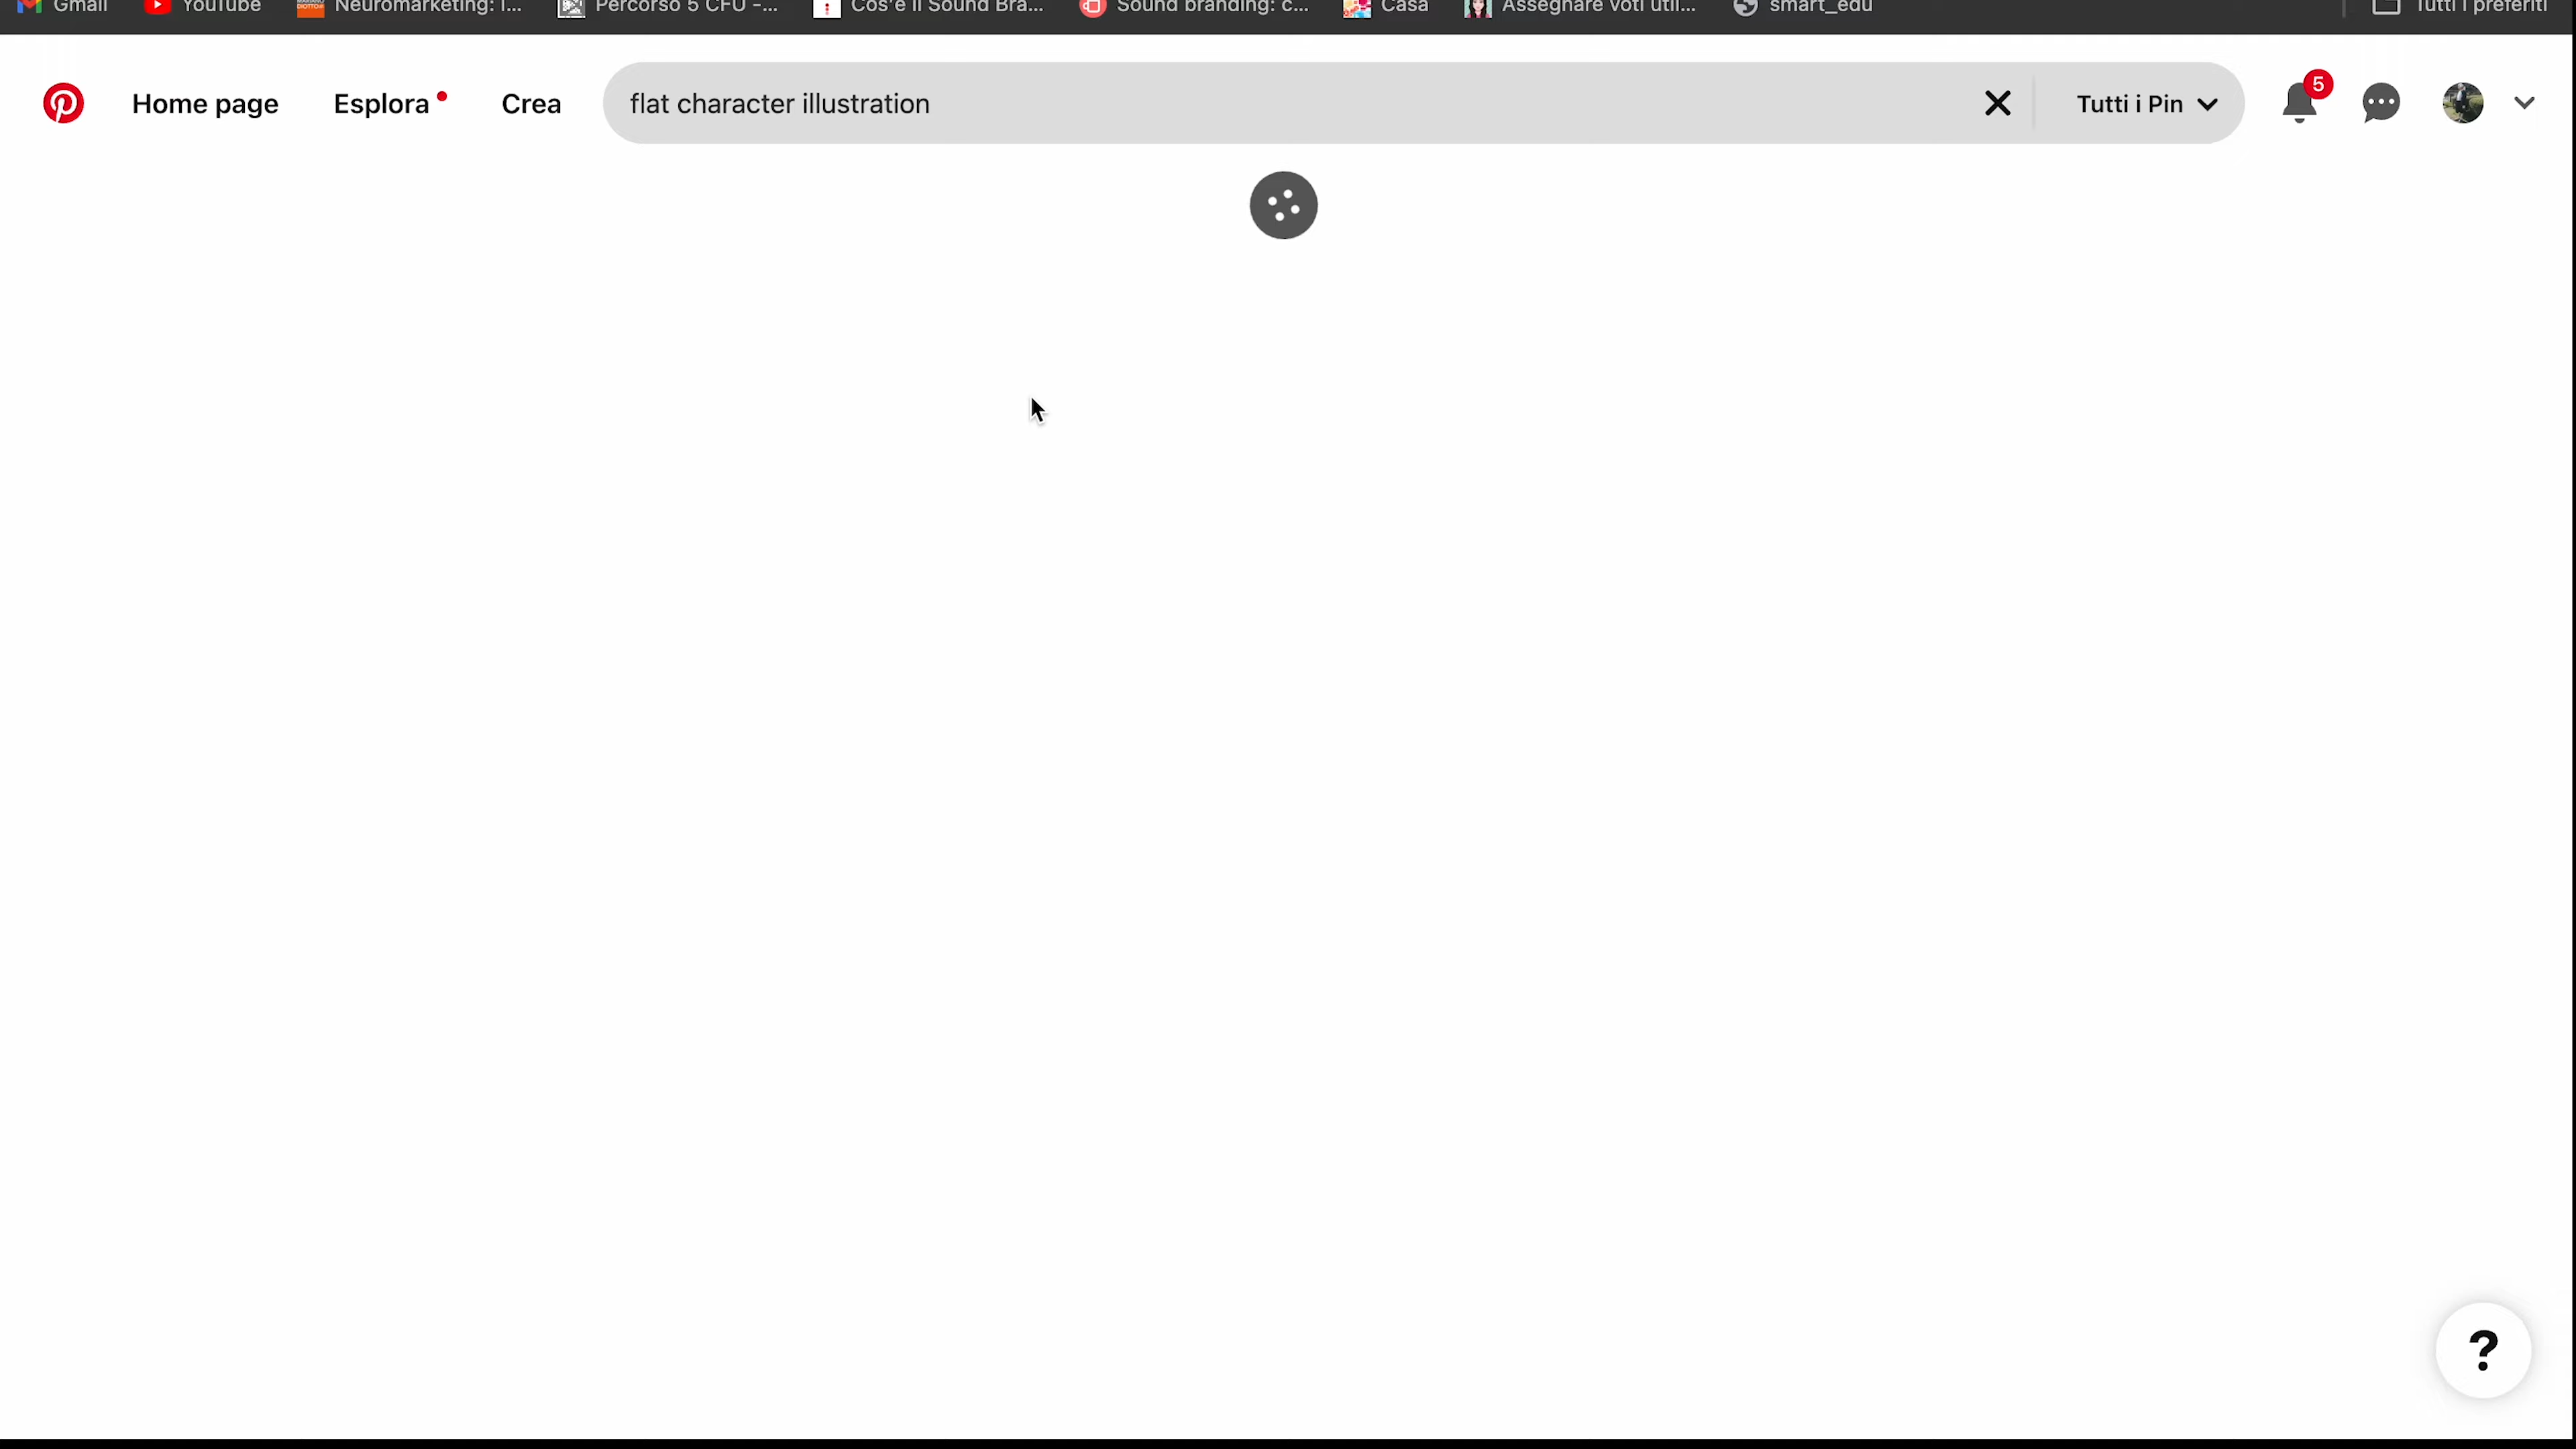 Gmail YouTube Neuromarketing: i... Percorso 5 CFU -... Cos'è il Sound Bra... Sound branding: c... Casa Assegnare voti util... smart_edu Tutti i preferiti
Home page Esplora Crea flat character illustration Tutti i Pin 5
?